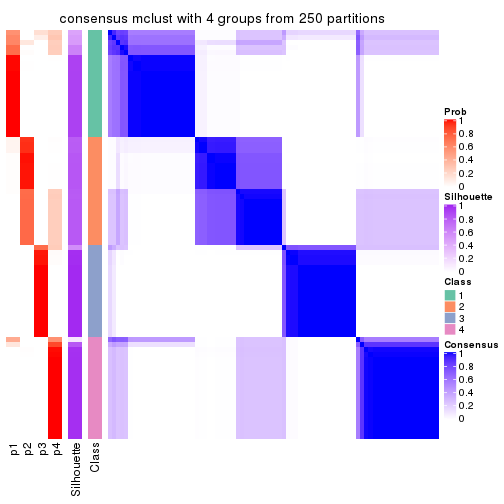 consensus mclust with 4 groups from 250 partitions
Prob
1
0.8
0.6
0.4
0.2
0
Silhouette
1
0.8
0.6
0.4
0.2
0
Class
1
2
3
4
Consensus
1
0.8
0.6
0.4
0.2
0
p1
p2
p3
p4
Silhouette
Class